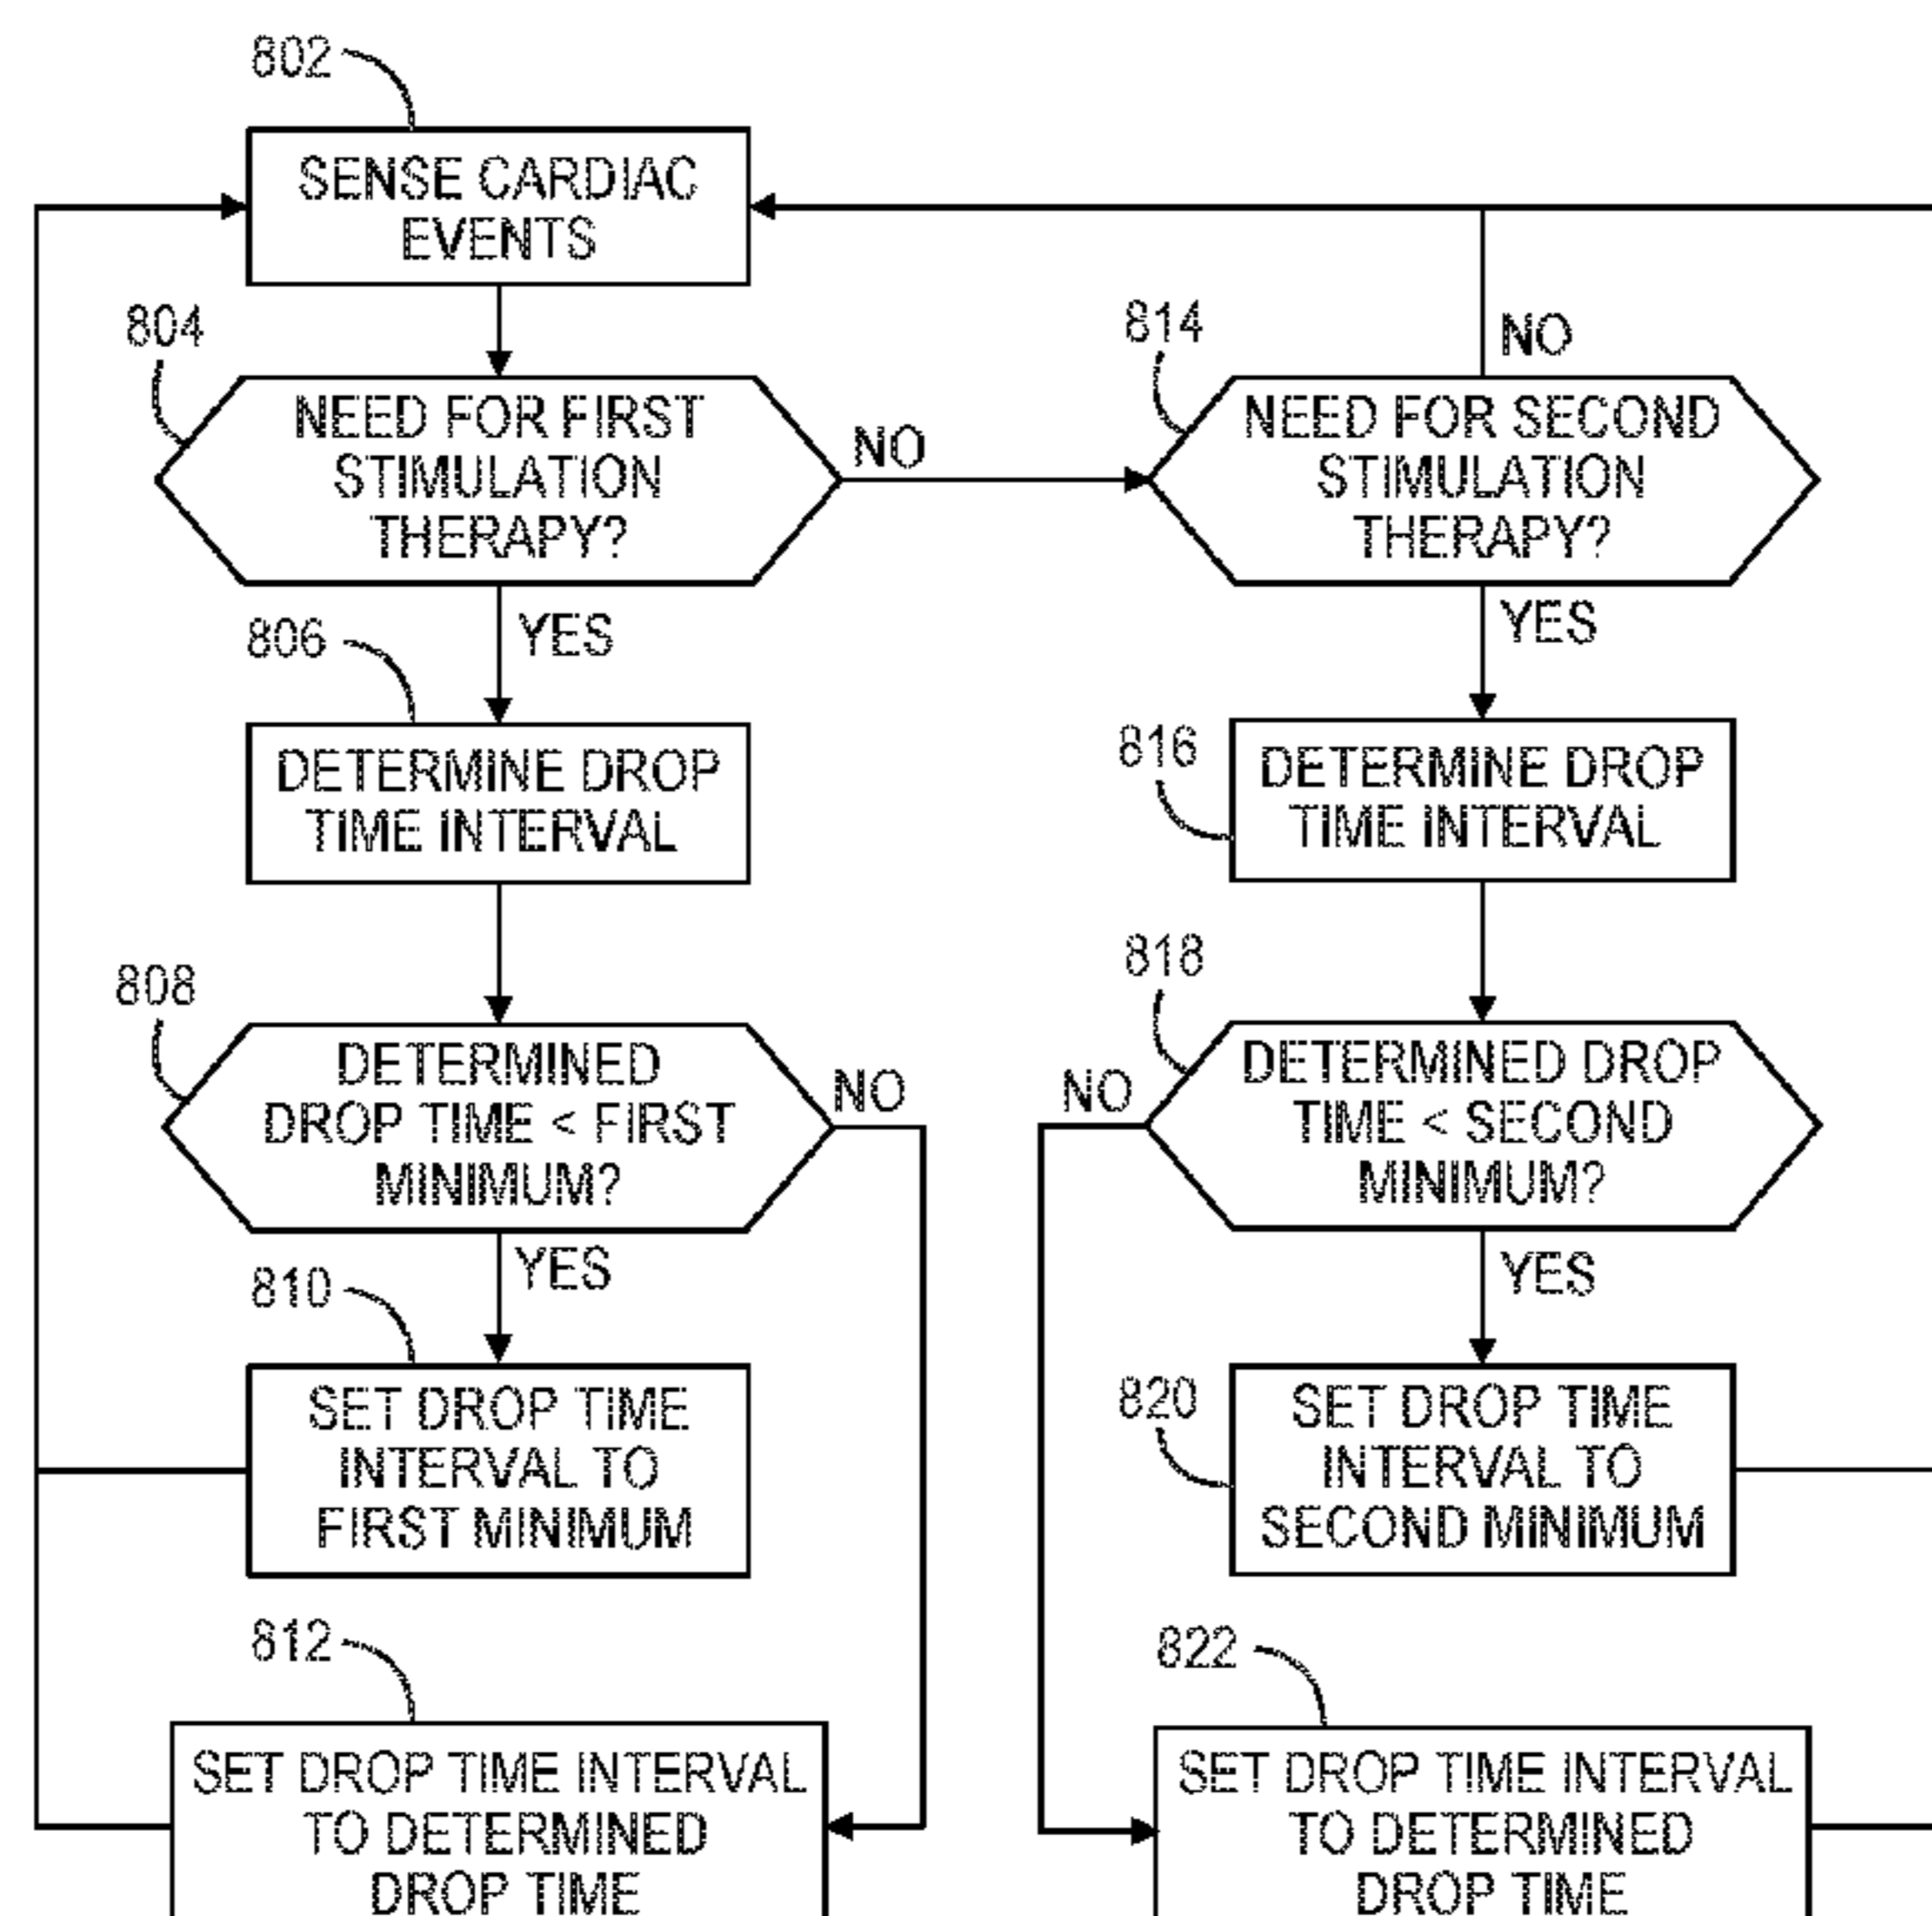 802
SENSE CARDIAC
EVENTS
804
NEED FOR FIRST
STIMULATION
THERAPY?
NO
YES
806
DETERMINE DROP
TIME INTERVAL
808
DETERMINED
DROP TIME < FIRST
MINIMUM?
NO
YES
810
SET DROP TIME
INTERVAL TO
FIRST MINIMUM
812
SET DROP TIME INTERVAL
TO DETERMINED
DROP TIME
814
NO
NEED FOR SECOND
STIMULATION
THERAPY?
YES
816
DETERMINE DROP
TIME INTERVAL
818
DETERMINED DROP
TIME < SECOND
MINIMUM?
NO
YES
820
SET DROP TIME
INTERVAL TO
SECOND MINIMUM
822
SET DROP TIME INTERVAL
TO DETERMINED
DROP TIME